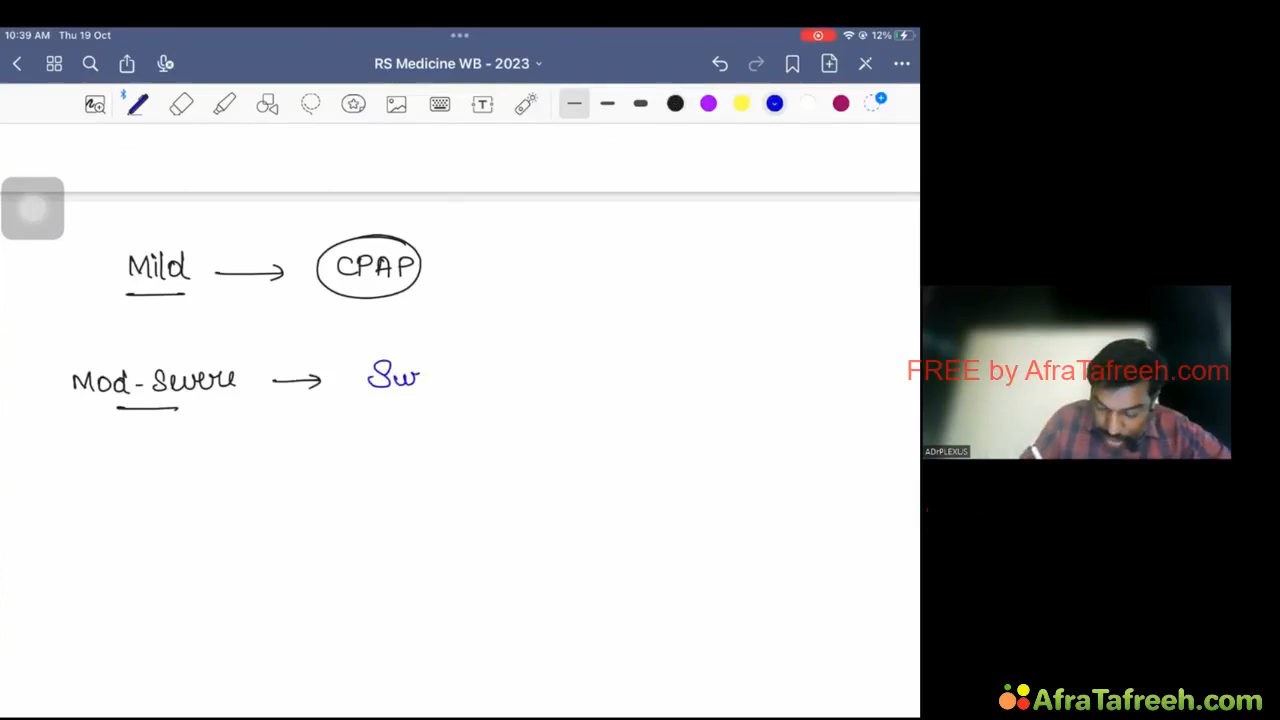 10:39 AM Thu 19 Oct
12%
RS Medicine WB - 2023
T
Mild → CPAP
Mod - Severe → Sw
FREE by AfraTafreeh.com
ADrPLEXUS
AfraTafreeh.com